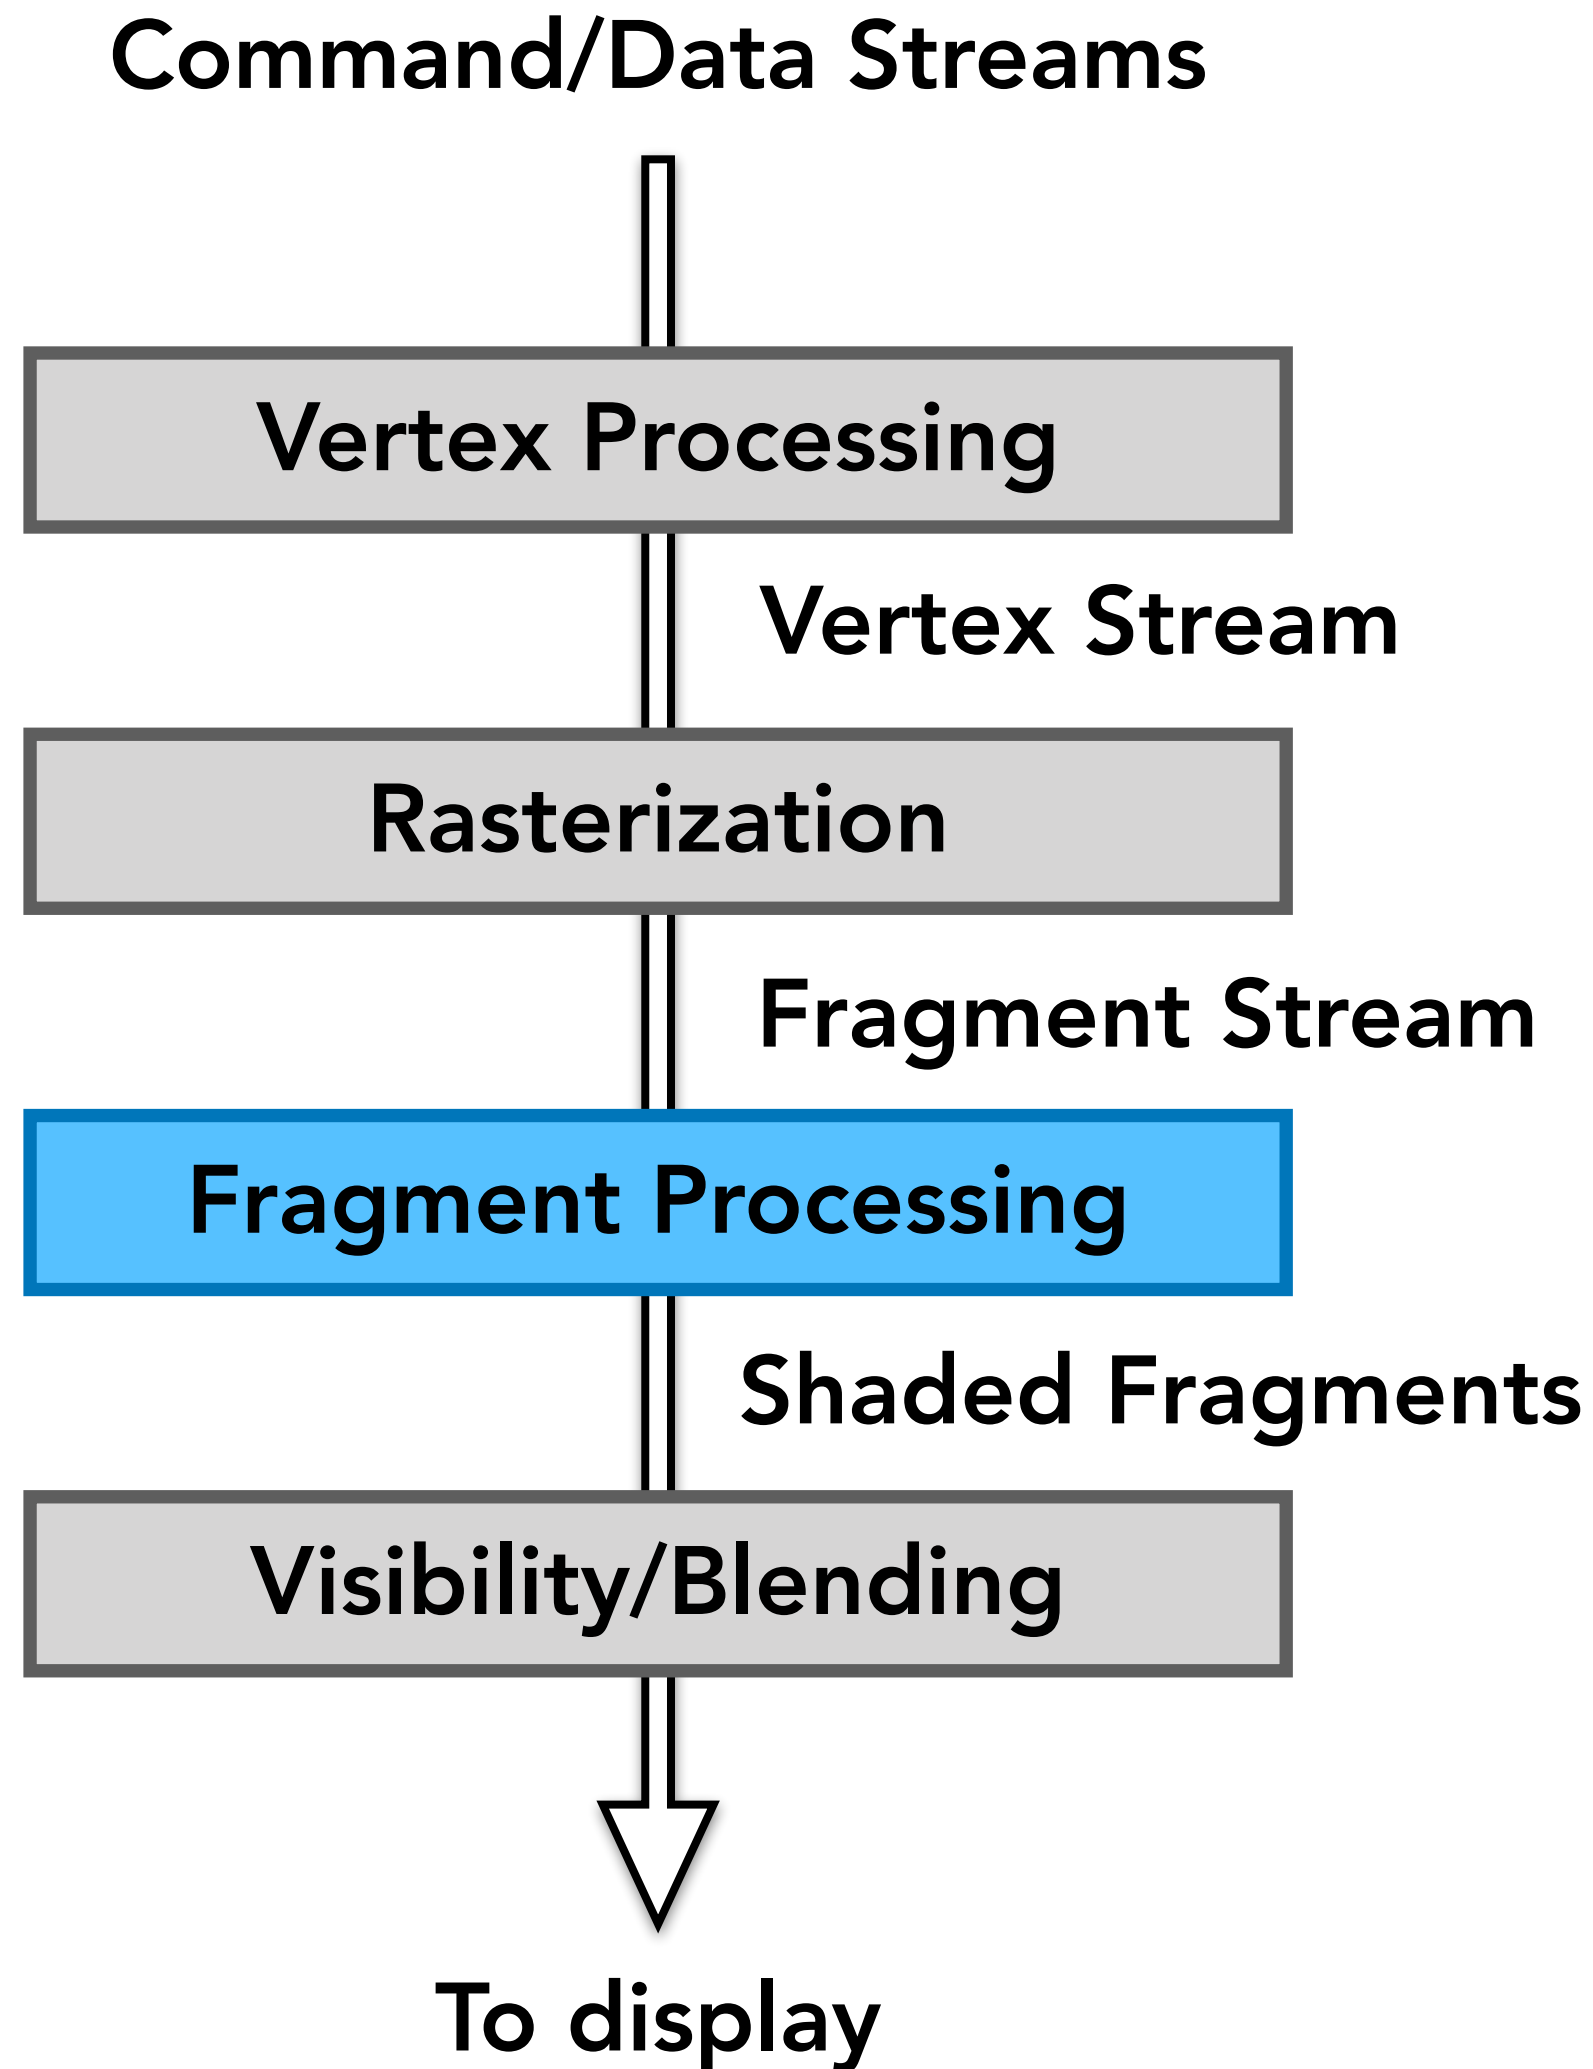 Command/Data Streams
Vertex Processing
Vertex Stream
Rasterization
Fragment Stream
Fragment Processing
Shaded Fragments
Visibility/Blending
To display